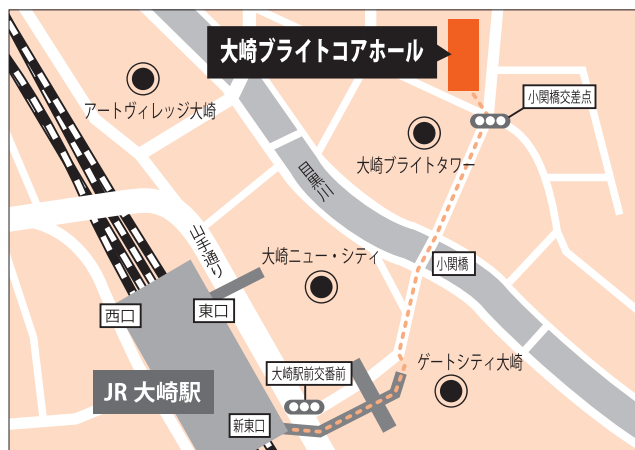 大崎ブライトコアホール
アートヴィレッジ大崎
小関橋交差点
大崎ブライトタワー
目黒川
山手通り
大崎ニュー・シティ
小関橋
西口
東口
大崎駅前交番前
ゲートシティ大崎
JR 大崎駅
新東口